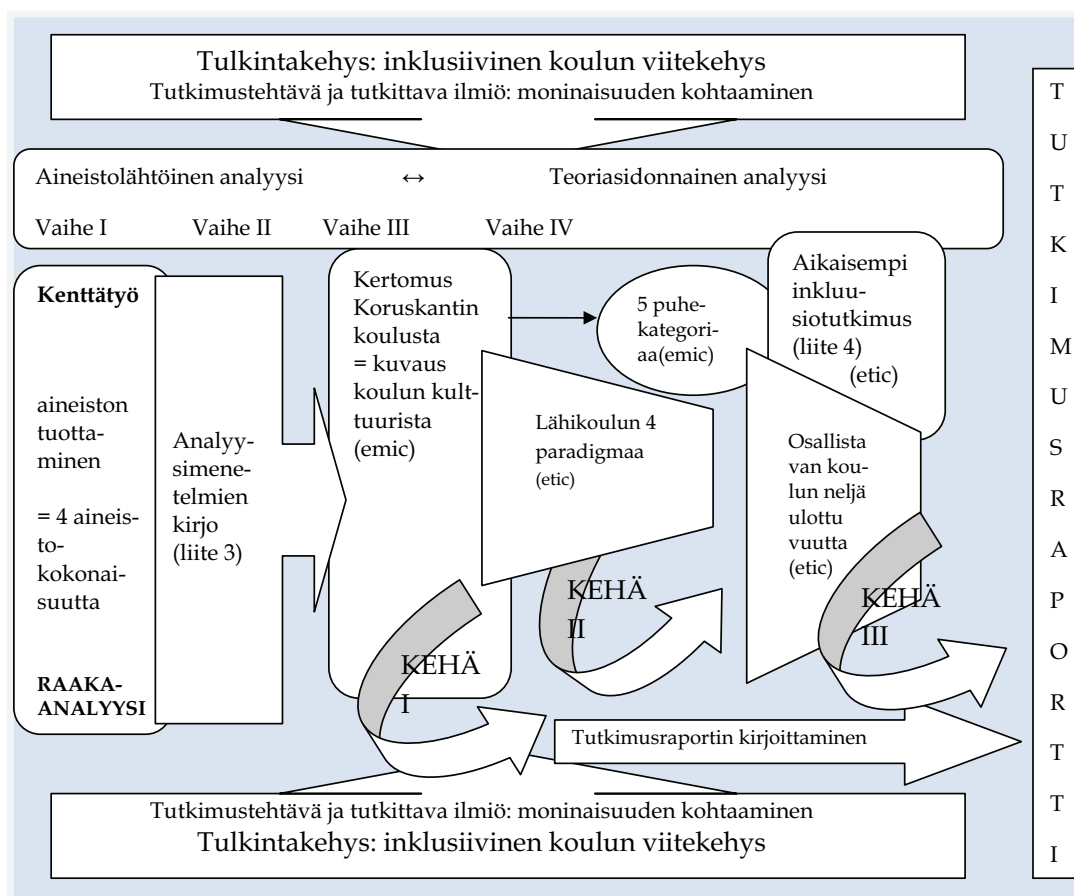 Tulkintakehys: inklusiivinen koulun viitekehys
Tutkimustehtävä ja tutkittava ilmiö: moninaisuuden kohtaaminen
Aineistolähtöinen analyysi ↔ Teoriasidonnainen analyysi
Vaihe I Vaihe II Vaihe III Vaihe IV
Kenttätyö
aineiston
tuotta-
minen
= 4 aineis-
to-
kokonai-
suutta
RAAKA-
ANALYYSI
Analyy-
simene-
telmien
kirjo
(liite 3)
Kertomus
Koruskantin
koulusta
= kuvaus
koulun kult-
tuurista
(emic)
5 puhe-
kategori-
aa(emic)
Aikaisempi
inkluu-
siotutkimus
(liite 4)
(etic)
Lähikoulun 4
paradigmaa
(etic)
Osallista
van kou-
lun neljä
ulottu
vuutta
(etic)
KEHÄ
I
KEHÄ
II
KEHÄ
III
Tutkimusraportin kirjoittaminen
Tutkimustehtävä ja tutkittava ilmiö: moninaisuuden kohtaaminen
Tulkintakehys: inklusiivinen koulun viitekehys
T
U
T
K
I
M
U
S
R
A
P
O
R
T
T
I